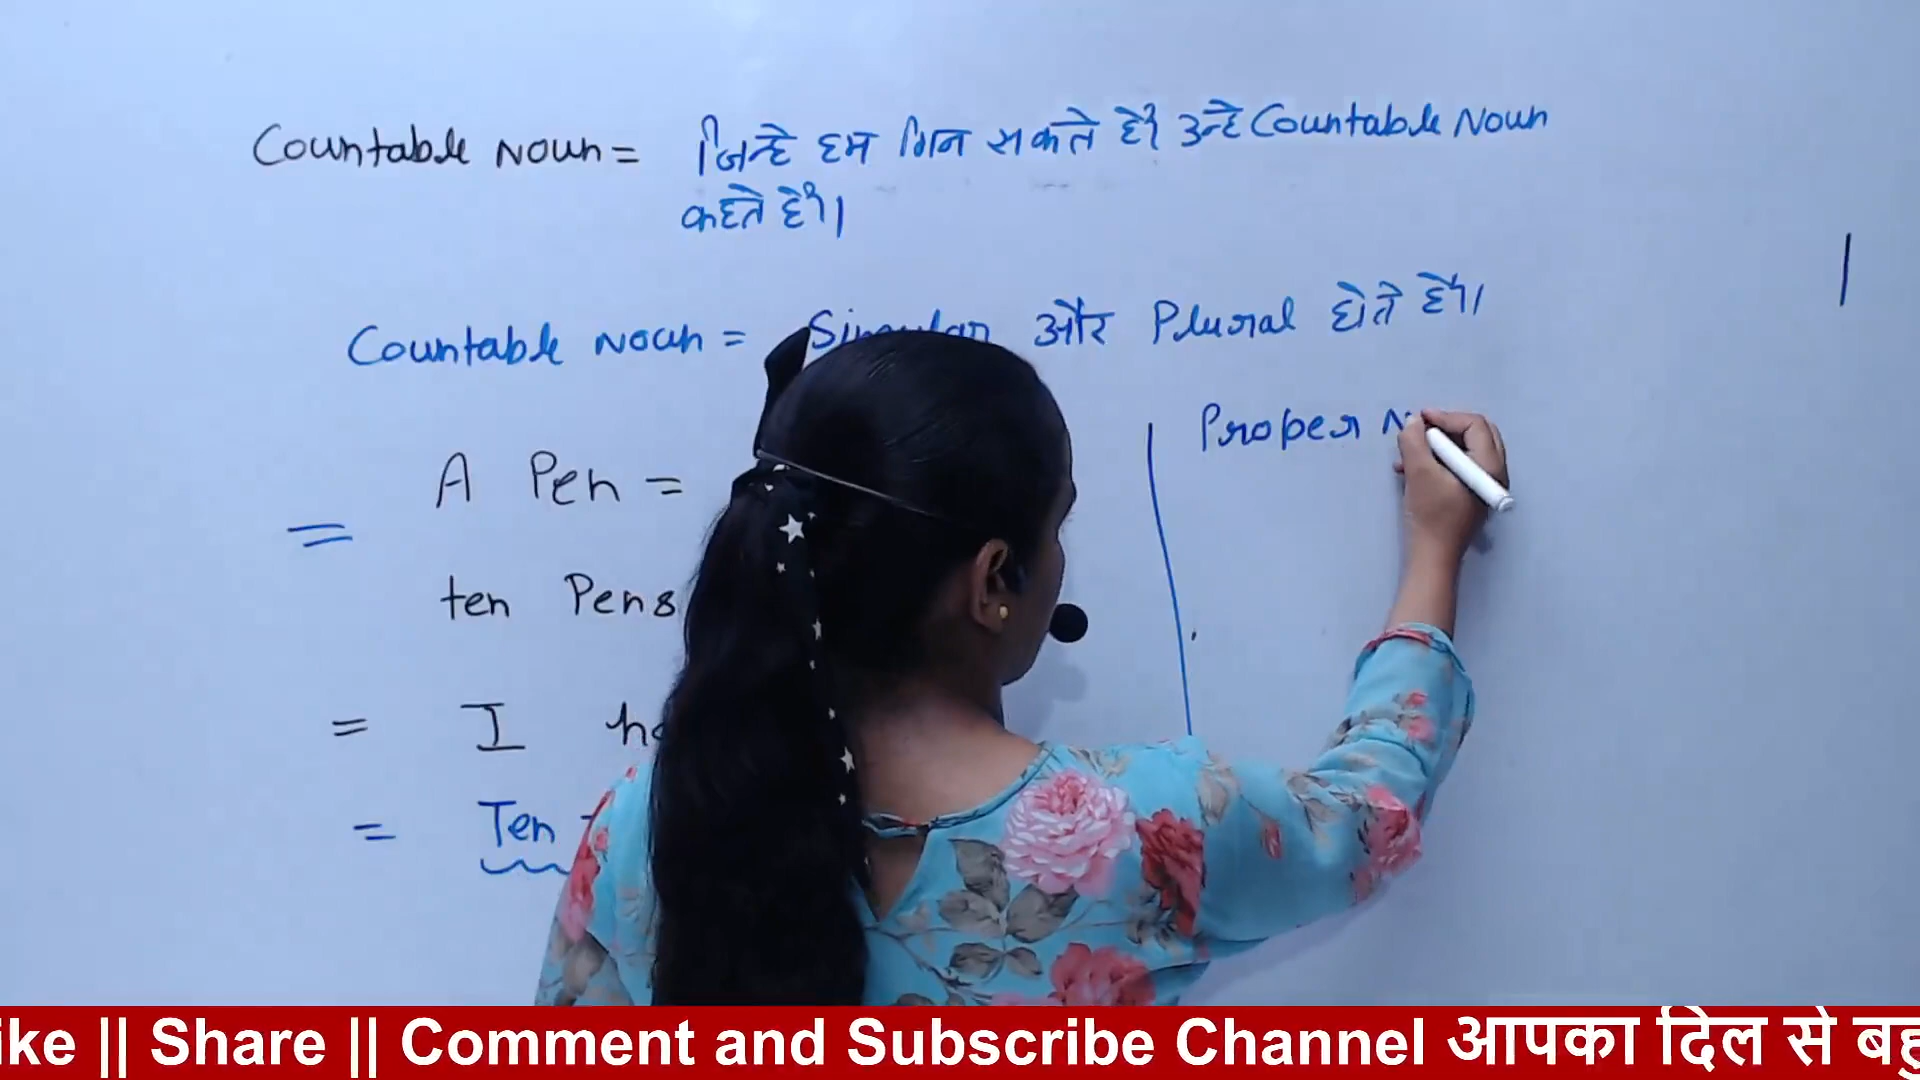 Countable Noun = जिन्हे हम गिन सकते हैं उन्हे Countable Noun
कहते हैं।
Countable Noun = Singular और Plural होते हैं।
Proper
A Pen =
=
ten Pens
= I
= Ten
ike || Share || Comment and Subscribe Channel आपका दिल से